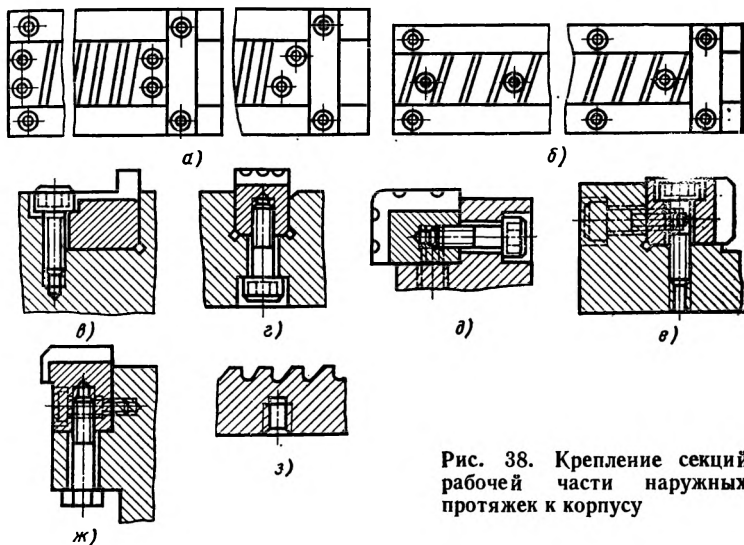 а) б)
в) г) д) е)
ж) з)
Рис. 38. Крепление секций
рабочей части наружных
протяжек к корпусу